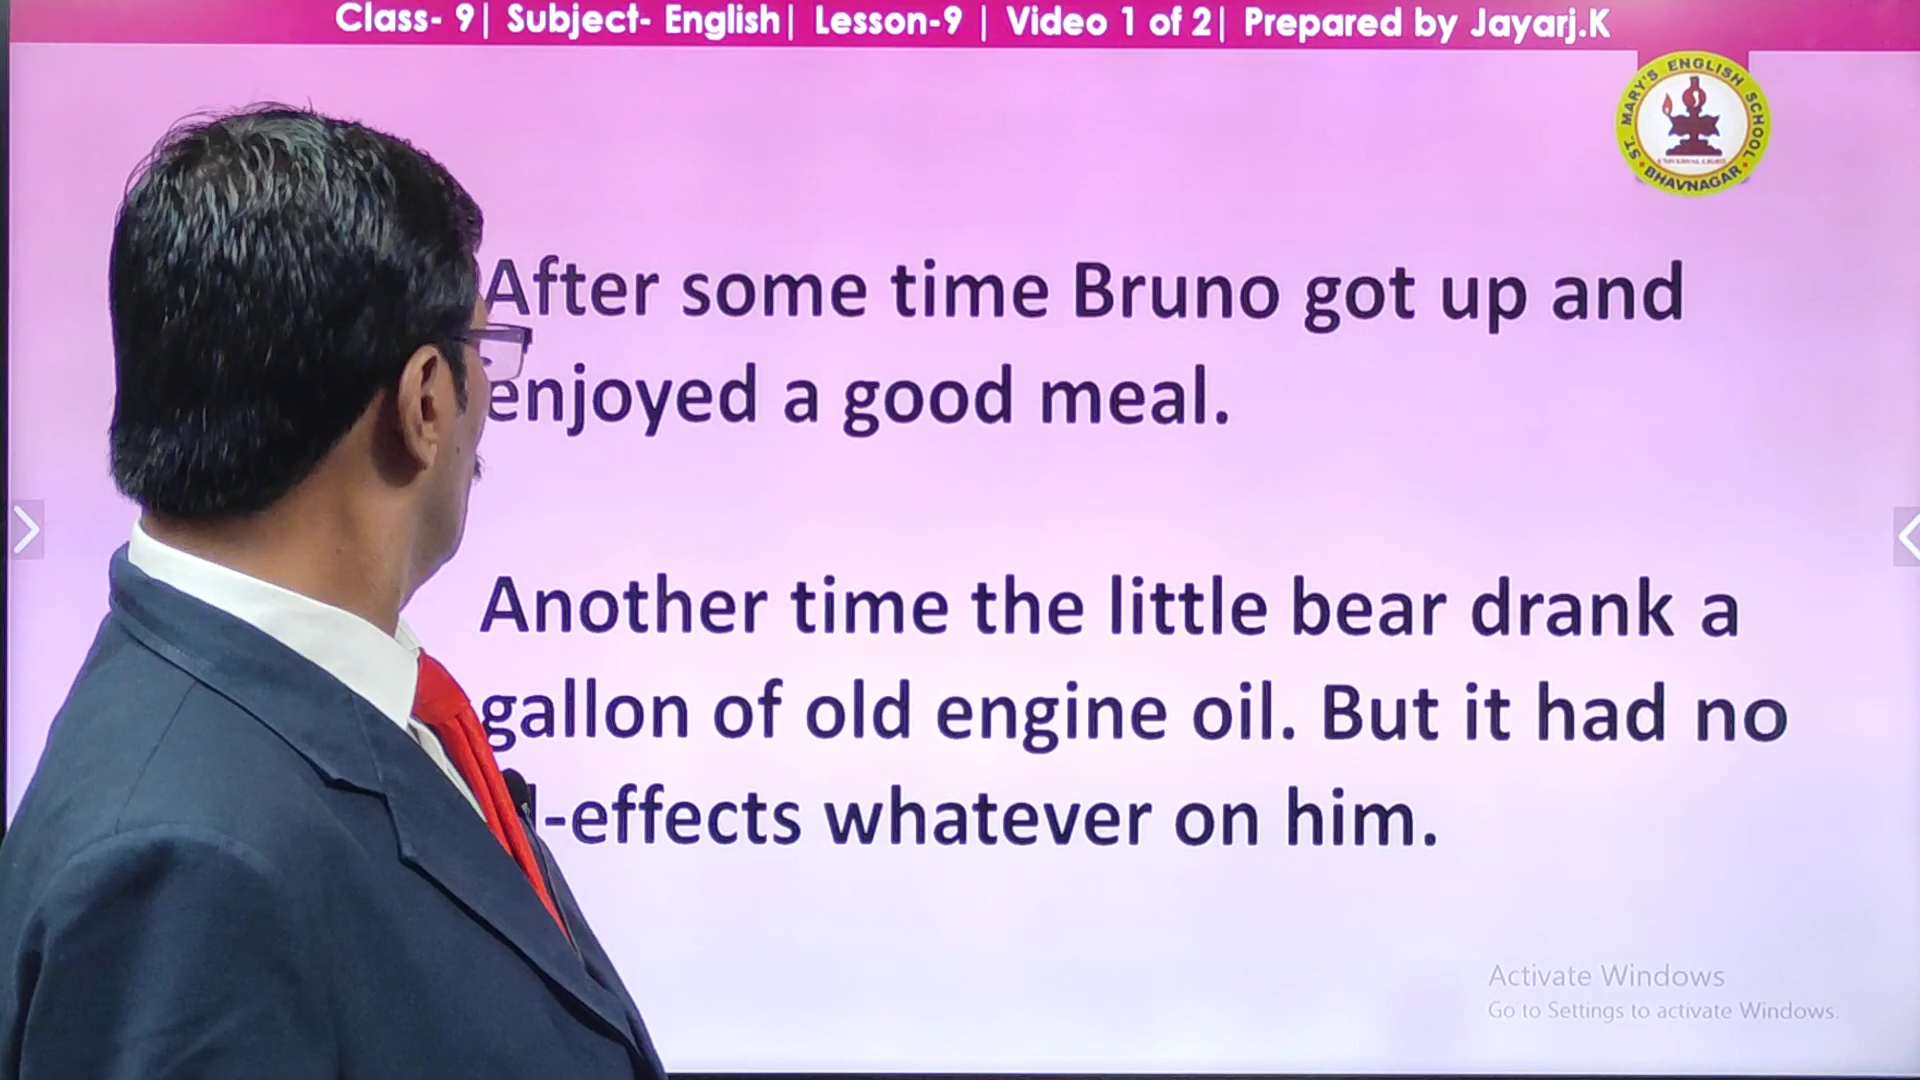 Class- 9| Subject- English| Lesson-9 | Video 1 of 2| Prepared by Jayarj.K
ST. MARY'S ENGLISH SCHOOL
BHAVNAGAR
After some time Bruno got up and
enjoyed a good meal.
Another time the little bear drank a
gallon of old engine oil. But it had no
l-effects whatever on him.
Activate Windows
Go to Settings to activate Windows.